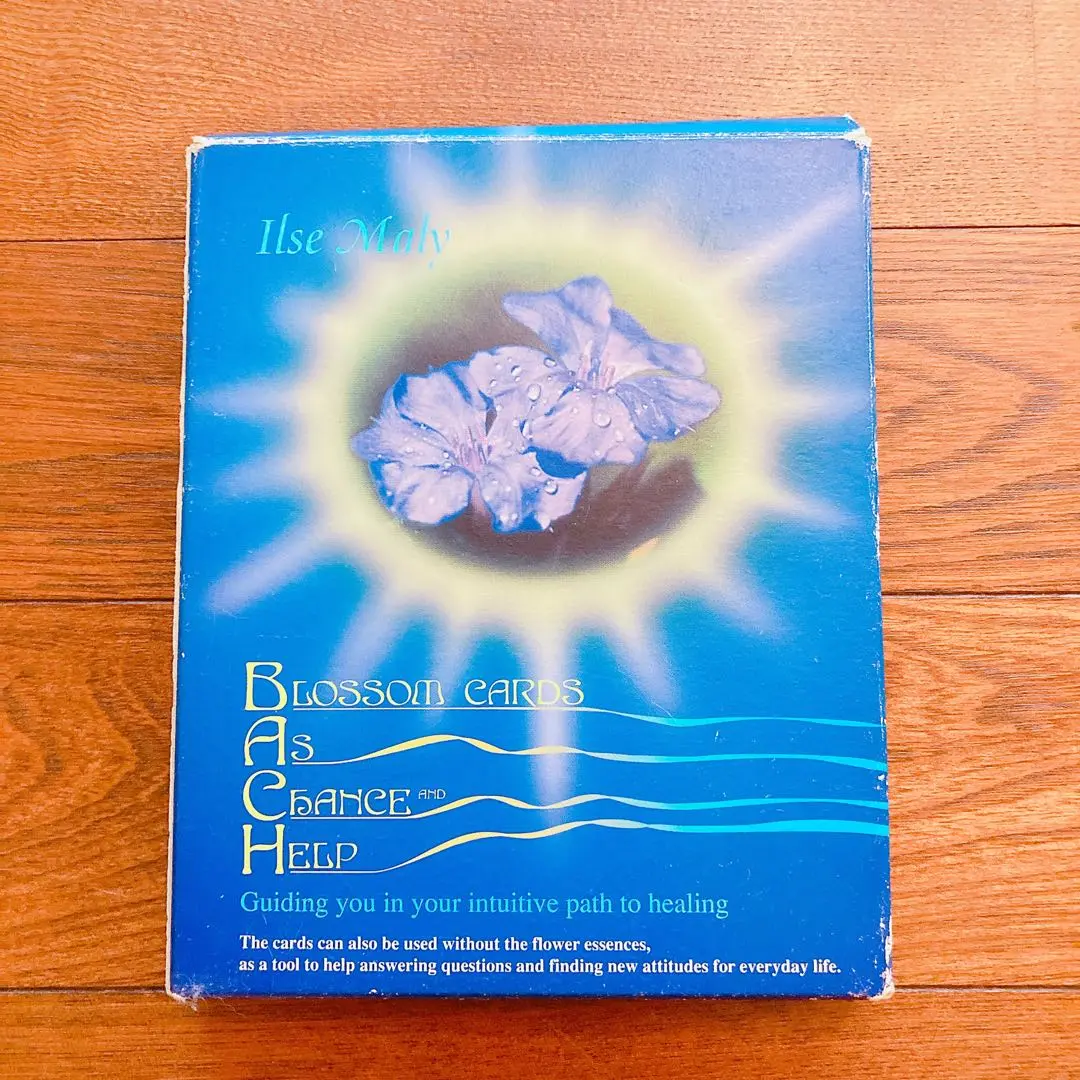 Ilse Maly
BLOSSOM CARDS
AS
CHANCE AND
HELP
Guiding you in your intuitive path to healing
The cards can also be used without the flower essences,
as a tool to help answering questions and finding new attitudes for everyday life.